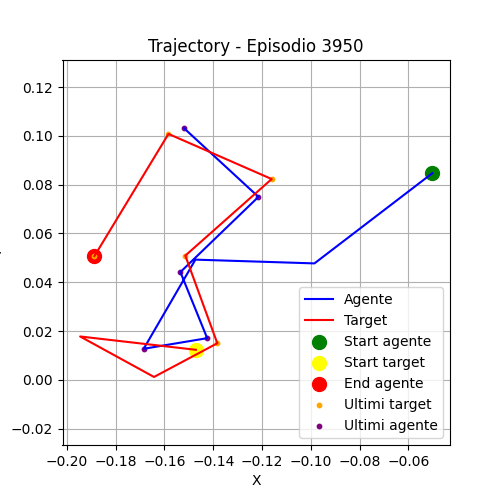 Trajectory - Episodio 3950
0.12
0.10
0.08
0.06
0.04
0.02
0.00
−0.02
−0.20 −0.18 −0.16 −0.14 −0.12 −0.10 −0.08 −0.06
X
Agente
Target
Start agente
Start target
End agente
Ultimi target
Ultimi agente